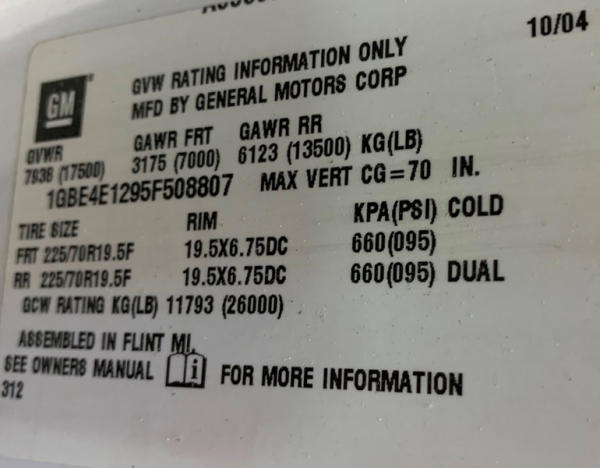 10/04
GM
GVW RATING INFORMATION ONLY
MFD BY GENERAL MOTORS CORP
GVWR GAWR FRT GAWR RR
7938 (17500) 3175 (7000) 6123 (13500) KG(LB)
1GBE4E1295F508807 MAX VERT CG=70 IN.
TIRE SIZE RIM KPA(PSI) COLD
FRT 225/70R19.5F 19.5X6.75DC 660(095)
RR 225/70R19.5F 19.5X6.75DC 660(095) DUAL
GCW RATING KG(LB) 11793 (26000)
ASSEMBLED IN FLINT MI.
SEE OWNERS MANUAL i FOR MORE INFORMATION
312